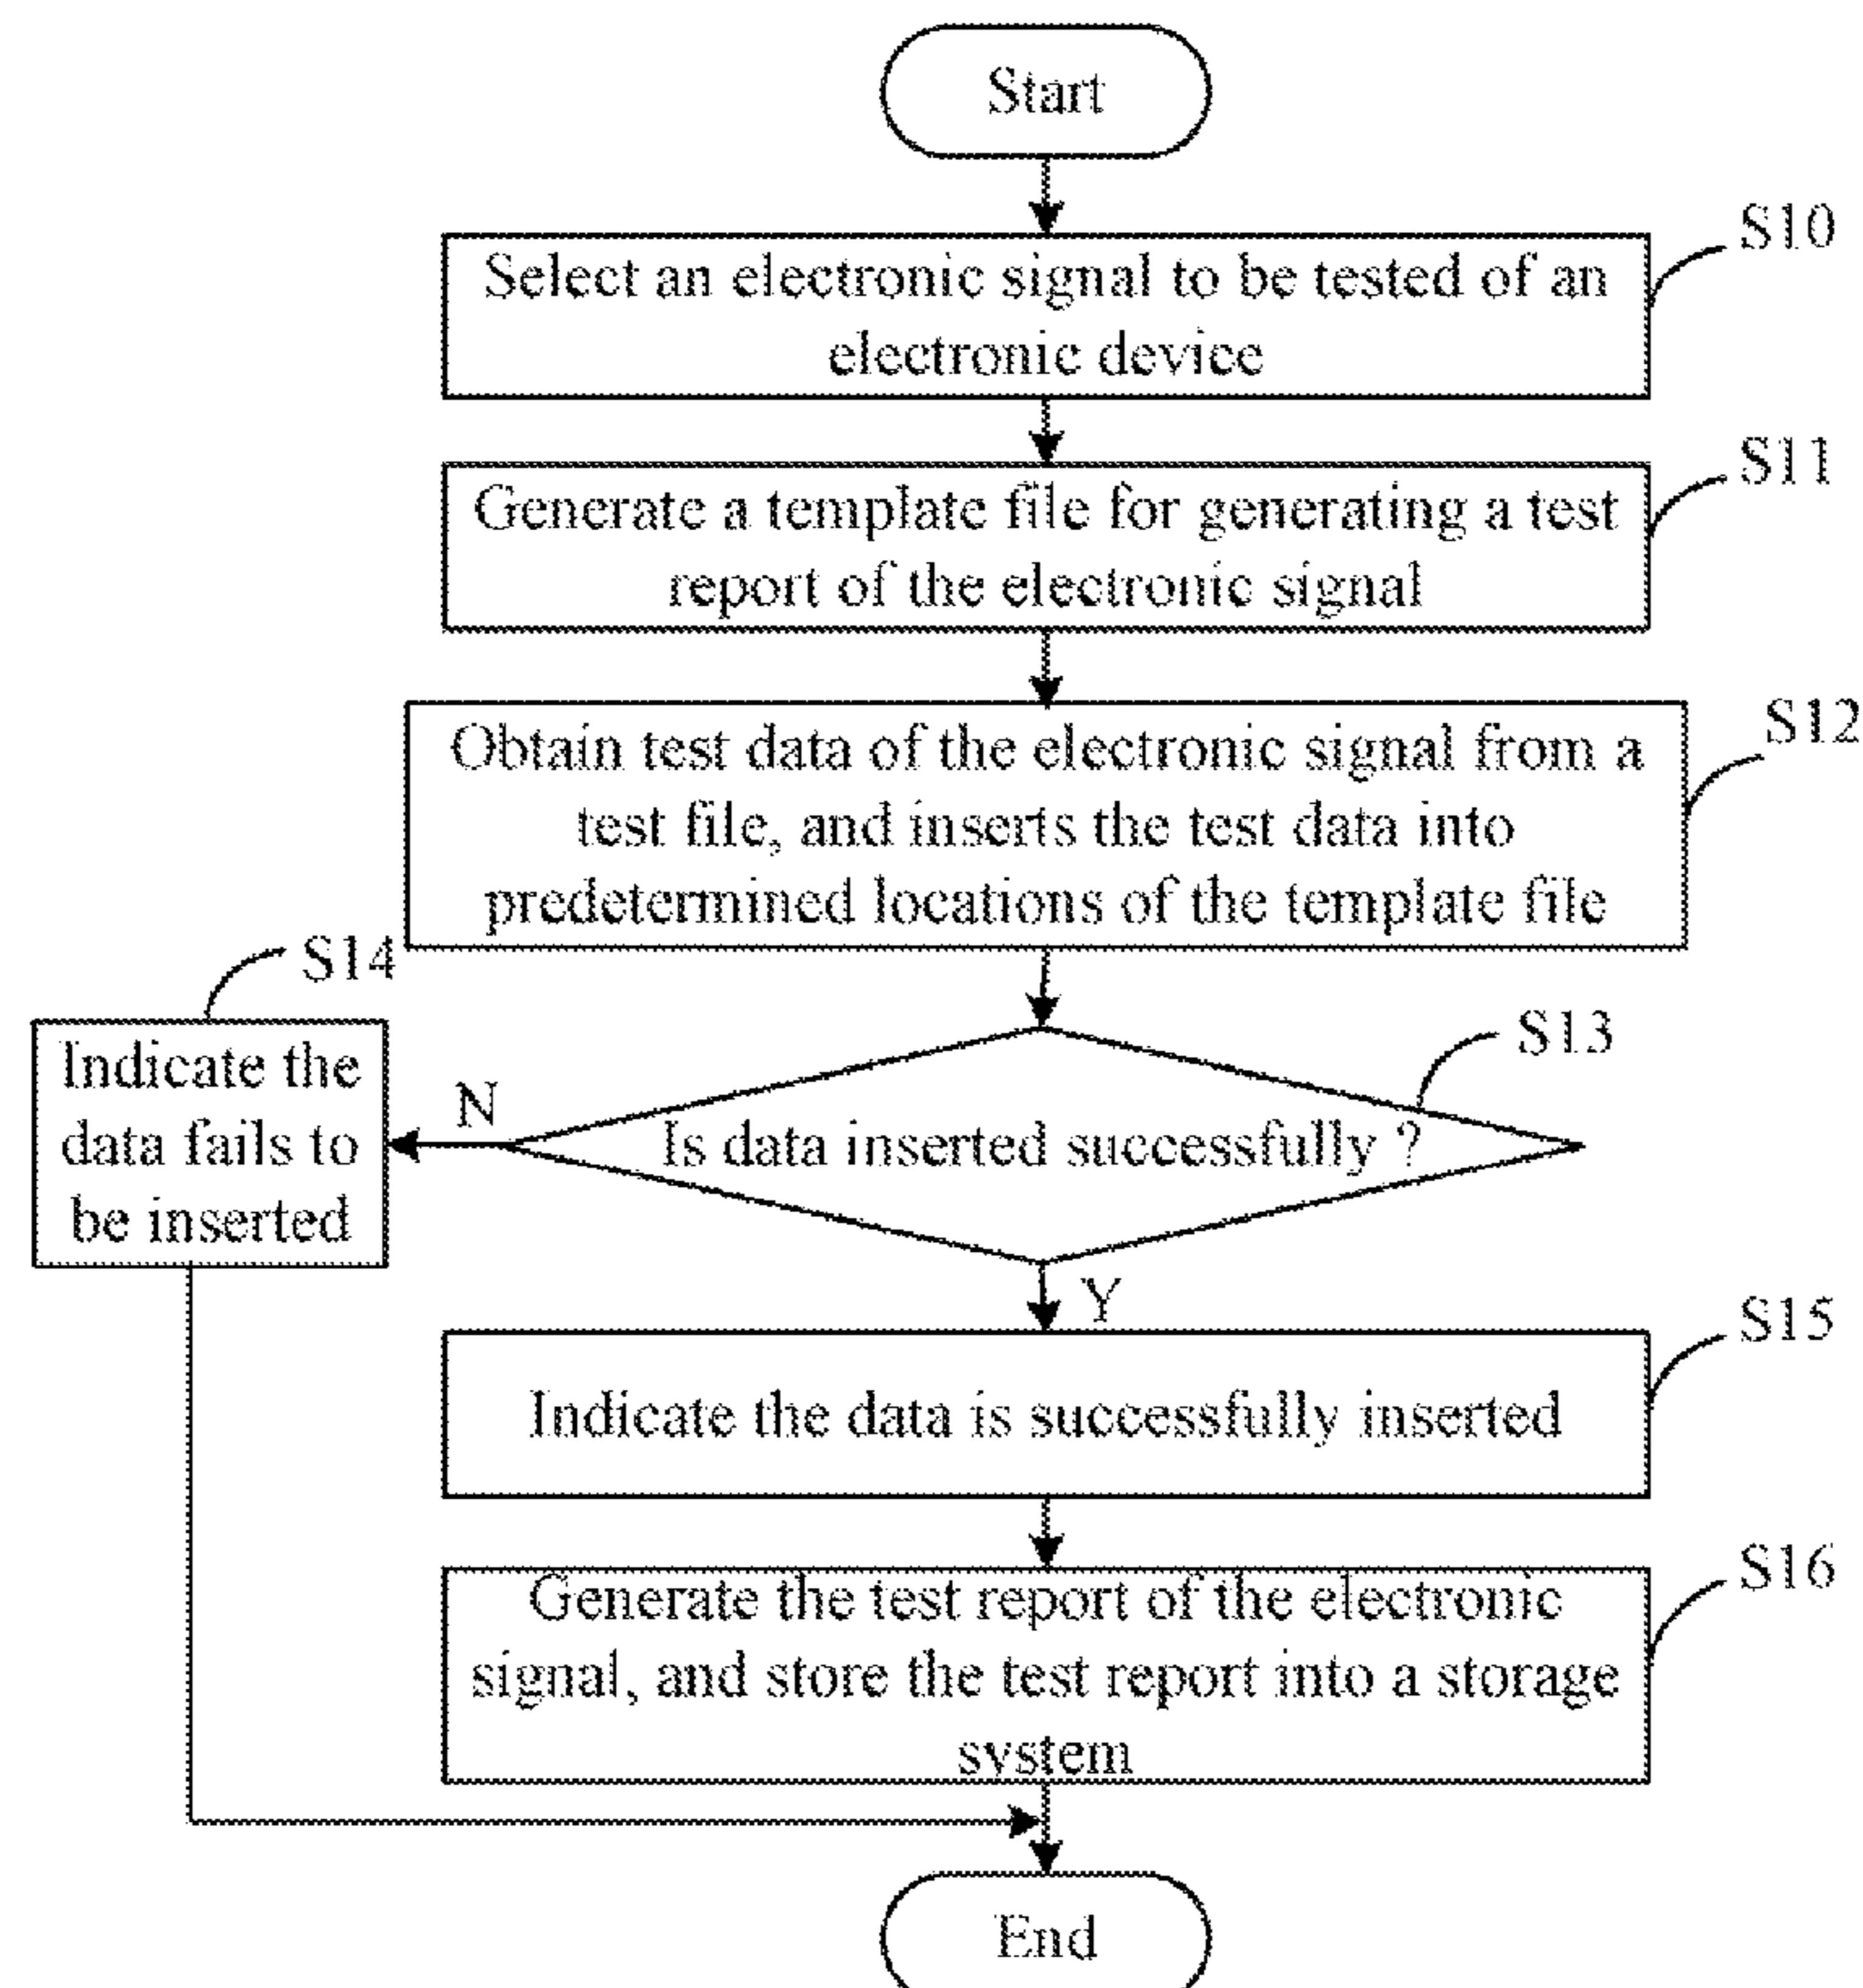 Start
S10
Select an electronic signal to be tested of an
electronic device
S11
Generate a template file for generating a test
report of the electronic signal
S12
Obtain test data of the electronic signal from a
test file, and inserts the test data into
predetermined locations of the template file
S14
Indicate the
data fails to
be inserted
N
S13
Is data inserted successfully ?
Y
S15
Indicate the data is successfully inserted
S16
Generate the test report of the electronic
signal, and store the test report into a storage
system
End